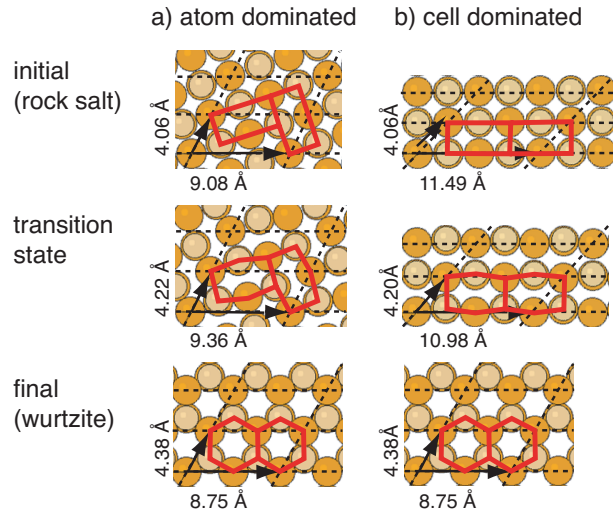 a) atom dominated
b) cell dominated
initial
(rock salt)
4.06 Å
9.08 Å
4.06Å
11.49 Å
transition
state
4.22 Å
9.36 Å
4.20Å
10.98 Å
final
(wurtzite)
4.38 Å
8.75 Å
4.38Å
8.75 Å